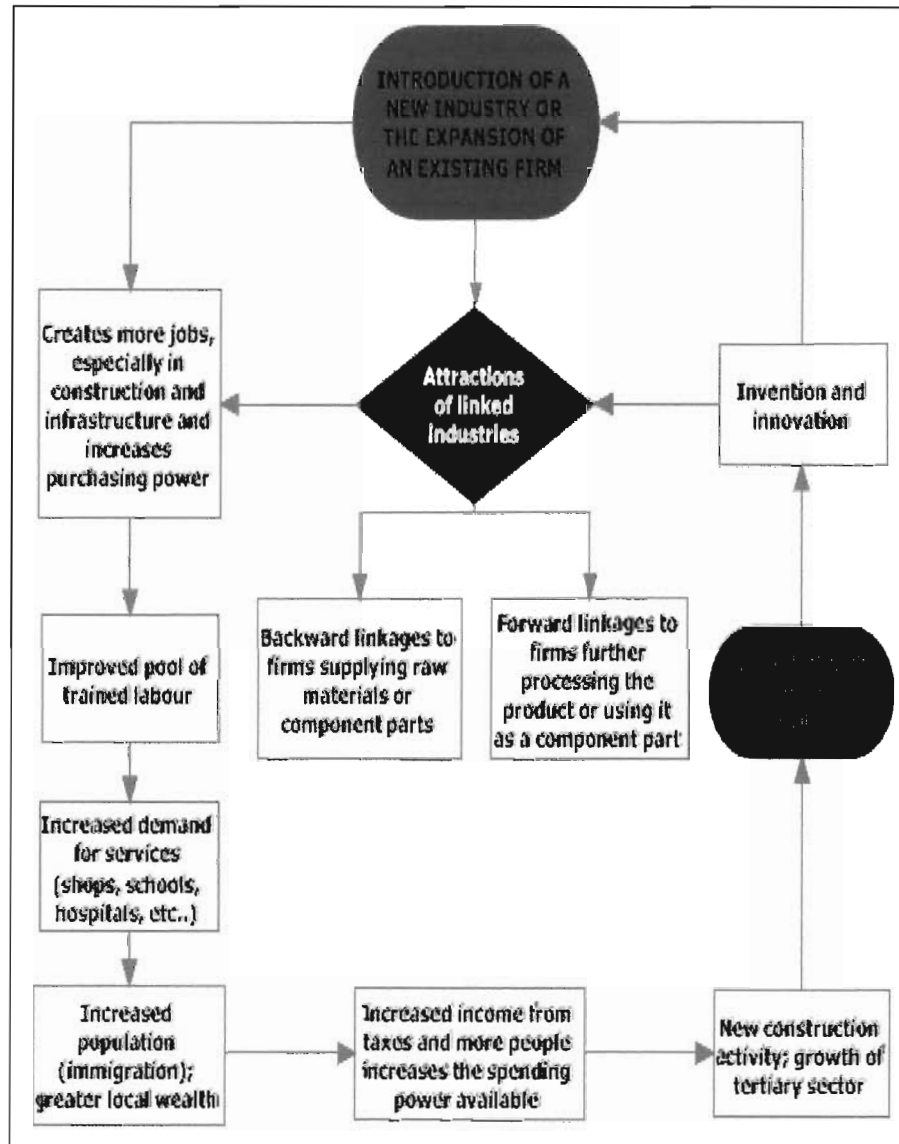 INTRODUCTION OF A
NEW INDUSTRY OR
THE EXPANSION OF
AN EXISTING FIRM
Creates more jobs,
especially in
construction and
infrastructure and
increases
purchasing power
Attractions
of linked
industries
Invention and
innovation
Backward linkages to
firms supplying raw
materials or
component parts
Forward linkages to
firms further
processing the
product or using it
as a component part
Improved pool of
trained labour
Increased demand
for services
(shops, schools,
hospitals, etc..)
Increased
population
(immigration);
greater local wealth
Increased income from
taxes and more people
increases the spending
power available
New construction
activity; growth of
tertiary sector